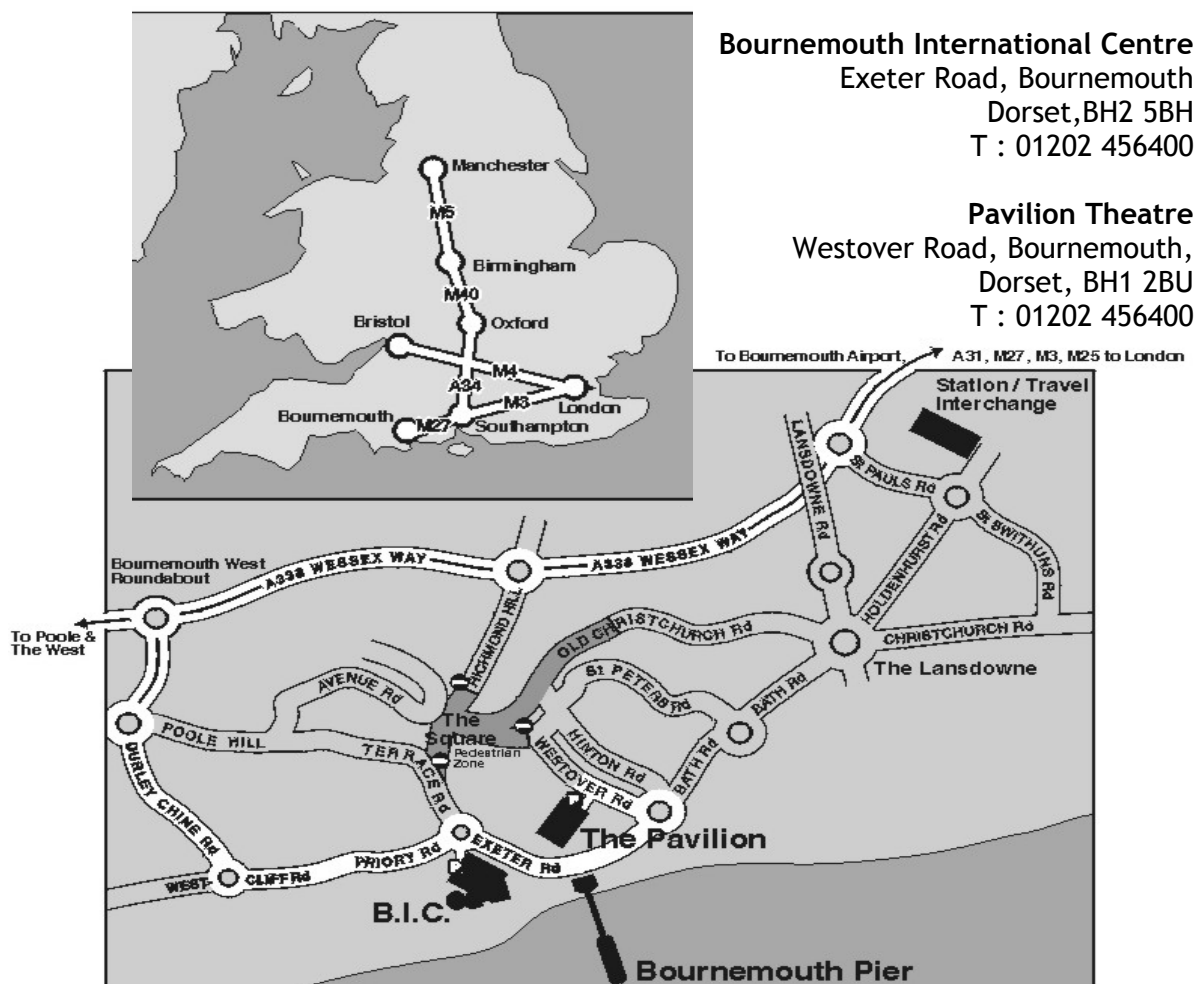 Bournemouth International Centre
Exeter Road, Bournemouth
Dorset,BH2 5BH
T : 01202 456400
Pavilion Theatre
Westover Road, Bournemouth,
Dorset, BH1 2BU
T : 01202 456400
Manchester
M5
Birmingham
M40
Oxford
Bristol
M4
A34
M3
London
Bournemouth
M27
Southampton
To Bournemouth Airport, A31, M27, M3, M25 to London
Station / Travel
Interchange
LANSDOWNE Rd
St PAULS Rd
St SWITHUNS Rd
HOLDENHURST Rd
Bournemouth West
Roundabout
A338 WESSEX WAY
A338 WESSEX WAY
To Poole &
The West
RICHMOND HILL
OLD CHRISTCHURCH Rd
CHRISTCHURCH Rd
The Lansdowne
AVENUE Rd
St PETERS Rd
BATH Rd
POOLE HILL
The
Square
Pedestrian
Zone
TERRACE Rd
HINTON Rd
WESTOVER Rd
BATH Rd
DURLEY CHINE Rd
The Pavilion
PRIORY Rd
EXETER Rd
P
P
WEST CLIFF Rd
B.I.C.
Bournemouth Pier